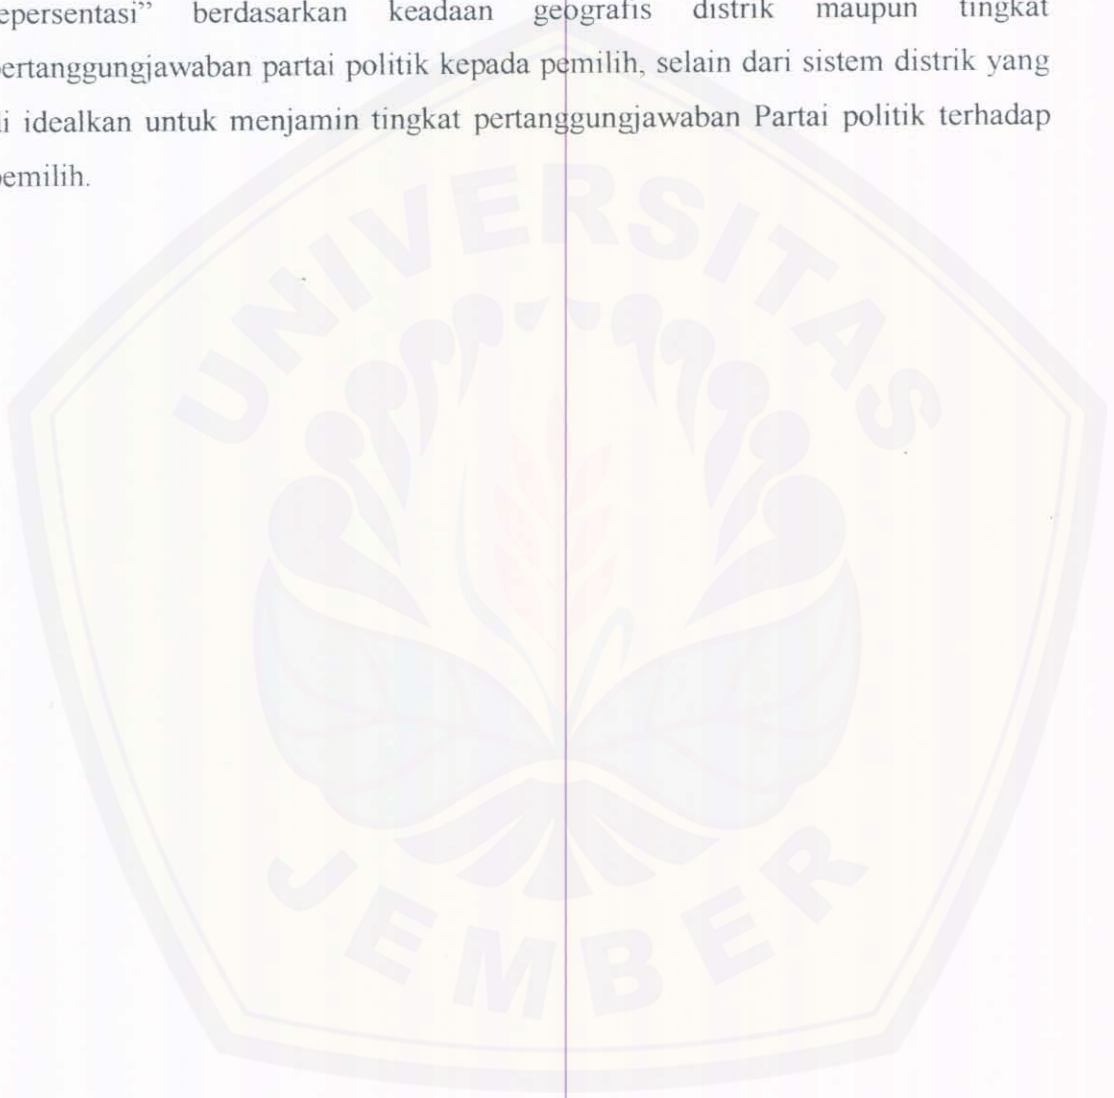 epersentasi” berdasarkan keadaan geografis distrik maupun tingkat
ertanggungjawaban partai politik kepada pemilih, selain dari sistem distrik yang
i idealkan untuk menjamin tingkat pertanggungjawaban Partai politik terhadap
emilih.
UNIVERSITAS
JEMBER